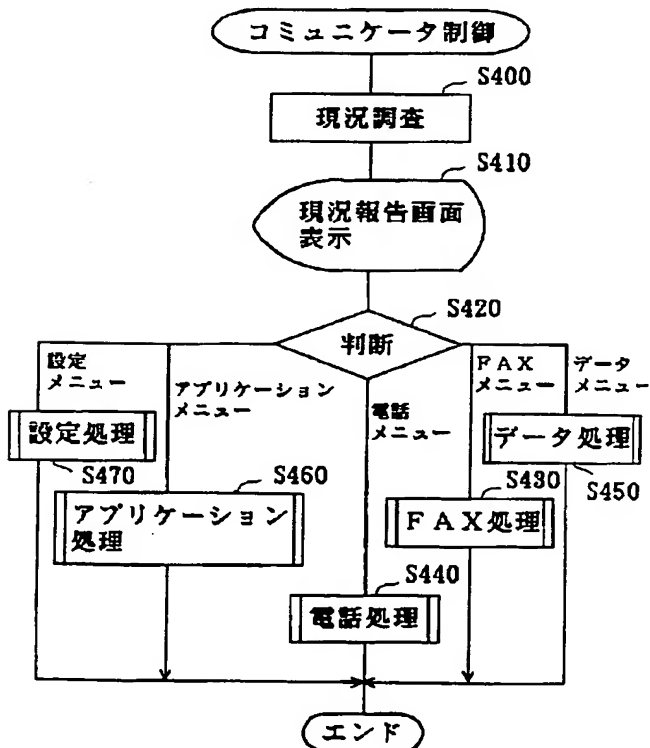 コミュニケータ制御
S400
現況調査
S410
現況報告画面
表示
S420
判断
設定
メニュー
アプリケーション
メニュー
電話
メニュー
FAX
メニュー
データ
メニュー
設定処理
S470
データ処理
S450
S460
アプリケーション
処理
S430
FAX処理
S440
電話処理
エンド